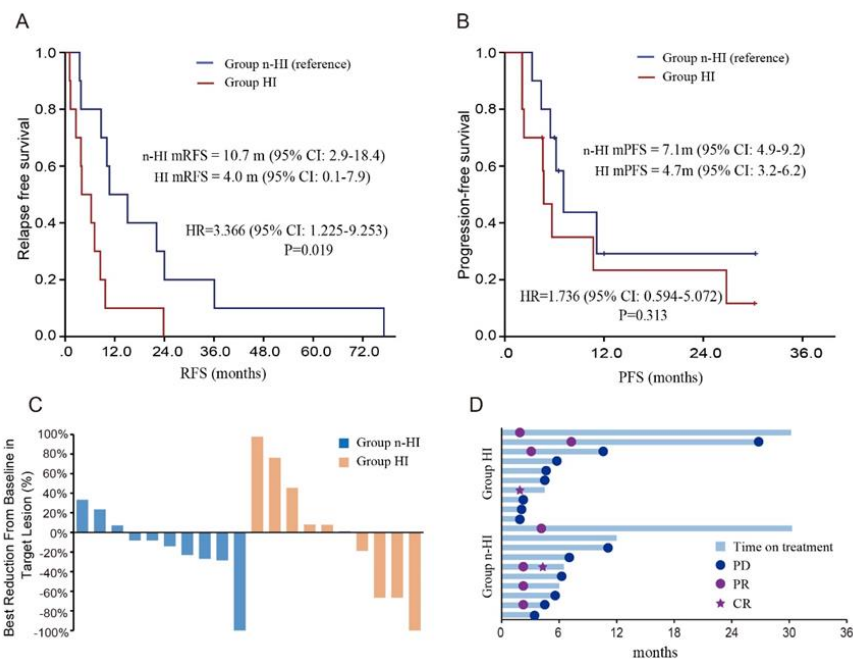 A
Group n-HI (reference)
Group HI
n-HI mRFS = 10.7 m (95% CI: 2.9-18.4)
HI mRFS = 4.0 m (95% CI: 0.1-7.9)
HR=3.366 (95% CI: 1.225-9.253)
P=0.019
Relapse free survival
1.0
0.8
0.6
0.4
0.2
0.0
.0 12.0 24.0 36.0 48.0 60.0 72.0
RFS (months)
B
Group n-HI (reference)
Group HI
n-HI mPFS = 7.1m (95% CI: 4.9-9.2)
HI mPFS = 4.7m (95% CI: 3.2-6.2)
HR=1.736 (95% CI: 0.594-5.072)
P=0.313
Progression-free survival
1.0
0.8
0.6
0.4
0.2
0.0
.0 12.0 24.0 36.0
PFS (months)
C
Group n-HI
Group HI
Best Reduction From Baseline in
Target Lesion (%)
100%
80%
60%
40%
20%
0%
-20%
-40%
-60%
-80%
-100%
D
Group HI
Group n-HI
Time on treatment
PD
PR
CR
0 6 12 18 24 30 36
months